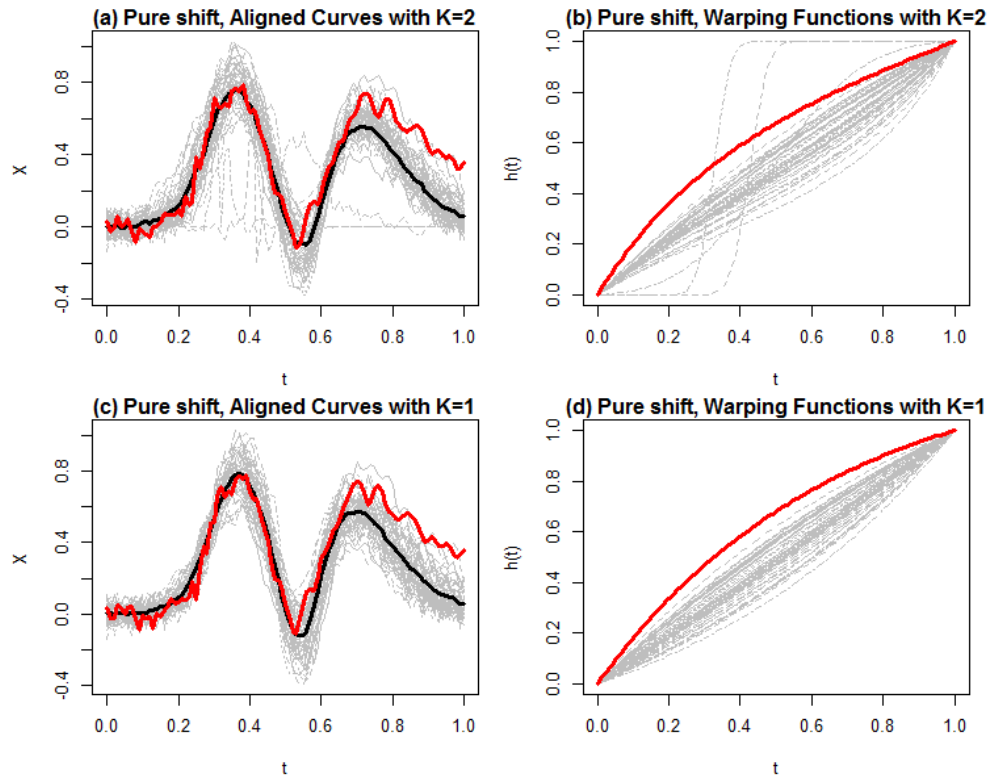 (a) Pure shift, Aligned Curves with K=2
X
0.8
0.4
0.0
-0.4
0.0 0.2 0.4 0.6 0.8 1.0
t
(b) Pure shift, Warping Functions with K=2
h(t)
1.0
0.8
0.6
0.4
0.2
0.0
0.0 0.2 0.4 0.6 0.8 1.0
t
(c) Pure shift, Aligned Curves with K=1
X
0.8
0.4
0.0
-0.4
0.0 0.2 0.4 0.6 0.8 1.0
t
(d) Pure shift, Warping Functions with K=1
h(t)
1.0
0.8
0.6
0.4
0.2
0.0
0.0 0.2 0.4 0.6 0.8 1.0
t